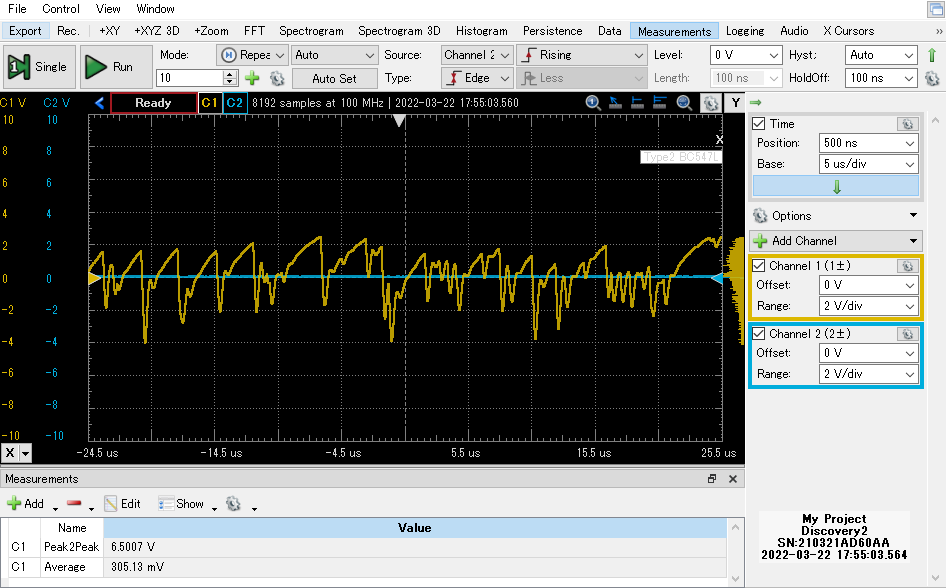 File Control View Window
Export Rec. +XY +XYZ 3D +Zoom FFT Spectrogram Spectrogram 3D Histogram Persistence Data Measurements Logging Audio X Cursors »
Single Run Mode: Repea Auto Source: Channel 2 Rising Level: 0 V Hyst: Auto
10 Auto Set Type: Edge Less Length: 100 ns HoldOff: 100 ns
C1 V C2 V Ready C1 C2 8192 samples at 100 MHz | 2022-03-22 17:55:03.560 Y
X
Type2 BC547L
10 10
8 8
6 6
4 4
2 2
0 0
-2 -2
-4 -4
-6 -6
-8 -8
-10 -10
X -24.5 us -14.5 us -4.5 us 5.5 us 15.5 us 25.5 us
Time
Position: 500 ns
Base: 5 us/div
Options
Add Channel
Channel 1 (1±)
Offset: 0 V
Range: 2 V/div
Channel 2 (2±)
Offset: 0 V
Range: 2 V/div
Measurements
Add Edit Show
Name Value
C1 Peak2Peak 6.5007 V
C1 Average 305.13 mV
My Project
Discovery2
SN:210321AD60AA
2022-03-22 17:55:03.564